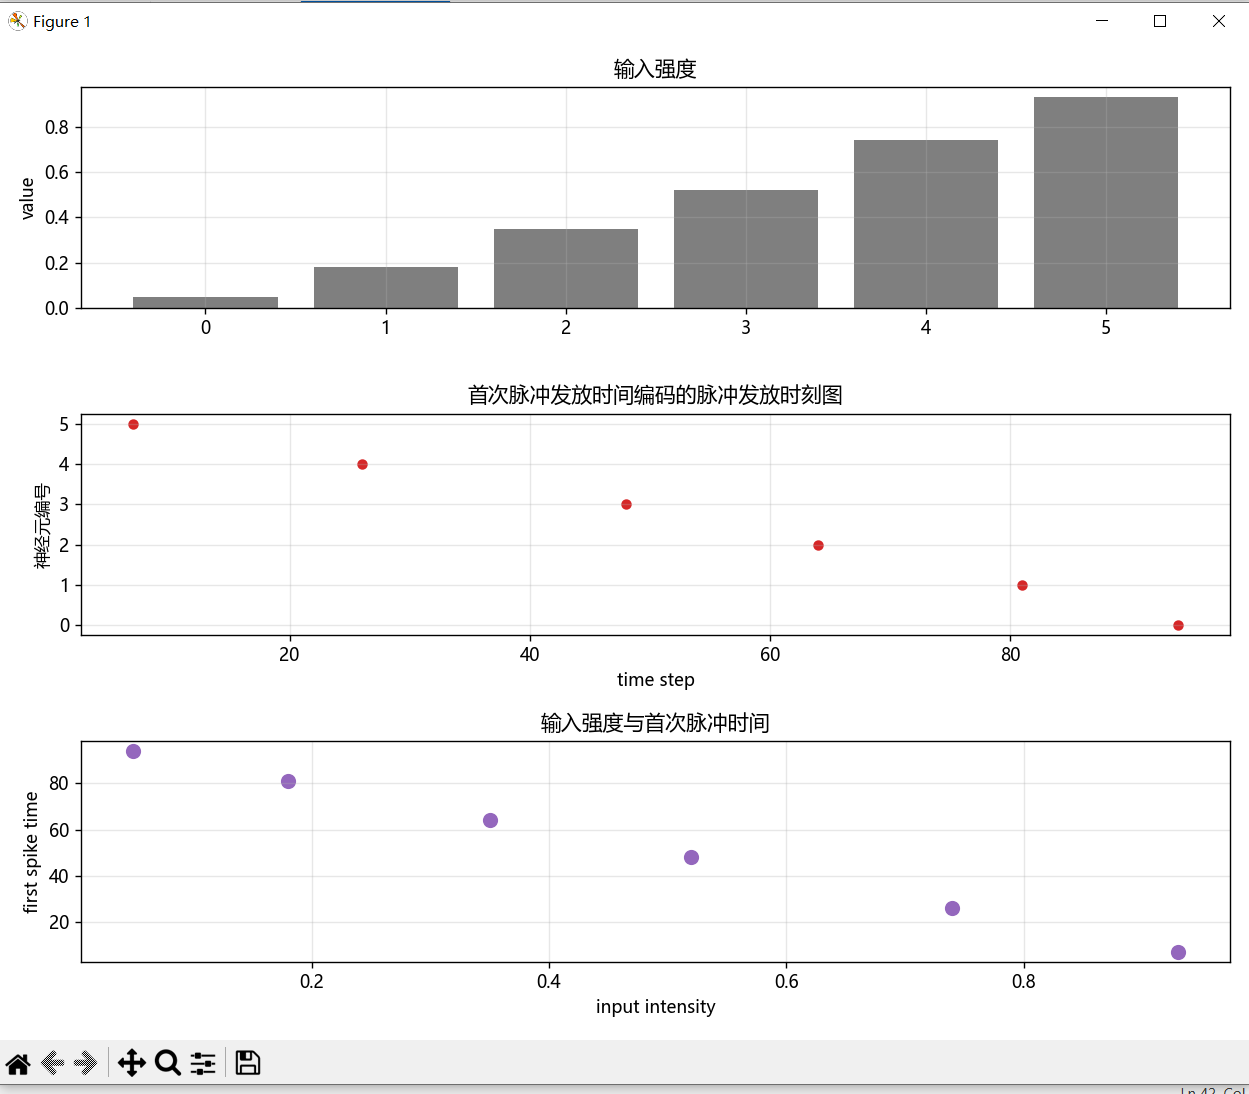 Figure 1
输入强度
value
0.8
0.6
0.4
0.2
0.0
0 1 2 3 4 5
首次脉冲发放时间编码的脉冲发放时刻图
神经元编号
5
4
3
2
1
0
20 40 60 80
time step
输入强度与首次脉冲时间
first spike time
80
60
40
20
0.2 0.4 0.6 0.8
input intensity
Ln 42, Col